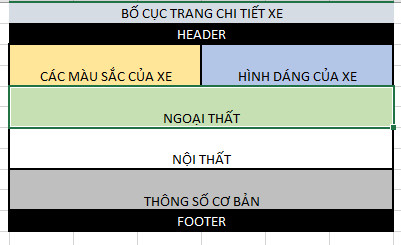 BỐ CỤC TRANG CHI TIẾT XE
HEADER
CÁC MÀU SẮC CỦA XE
HÌNH DÁNG CỦA XE
NGOẠI THẤT
NỘI THẤT
THÔNG SỐ CƠ BẢN
FOOTER